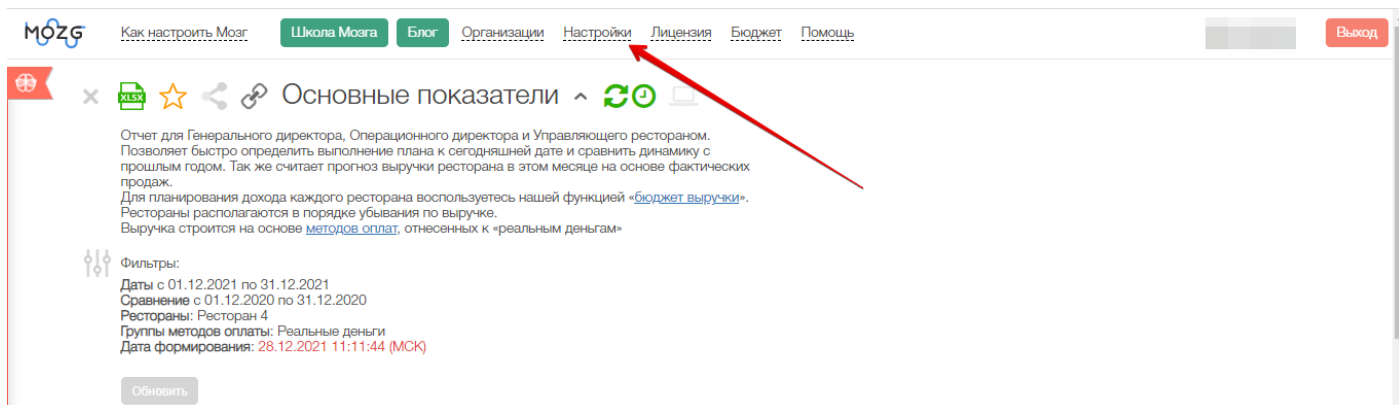 MOZG Как настроить Мозг Школа Мозга Блог Организации Настройки Лицензия Бюджет Помощь Выход
XLSX Основные показатели
Отчет для Генерального директора, Операционного директора и Управляющего рестораном.
Позволяет быстро определить выполнение плана к сегодняшней дате и сравнить динамику с
прошлым годом. Так же считает прогноз выручки ресторана в этом месяце на основе фактических
продаж.
Для планирования дохода каждого ресторана воспользуетесь нашей функцией «бюджет выручки».
Рестораны располагаются в порядке убывания по выручке.
Выручка строится на основе методов оплат, отнесенных к «реальным деньгам»
Фильтры:
Даты с 01.12.2021 по 31.12.2021
Сравнение с 01.12.2020 по 31.12.2020
Рестораны: Ресторан 4
Группы методов оплаты: Реальные деньги
Дата формирования: 28.12.2021 11:11:44 (МСК)
Обновить